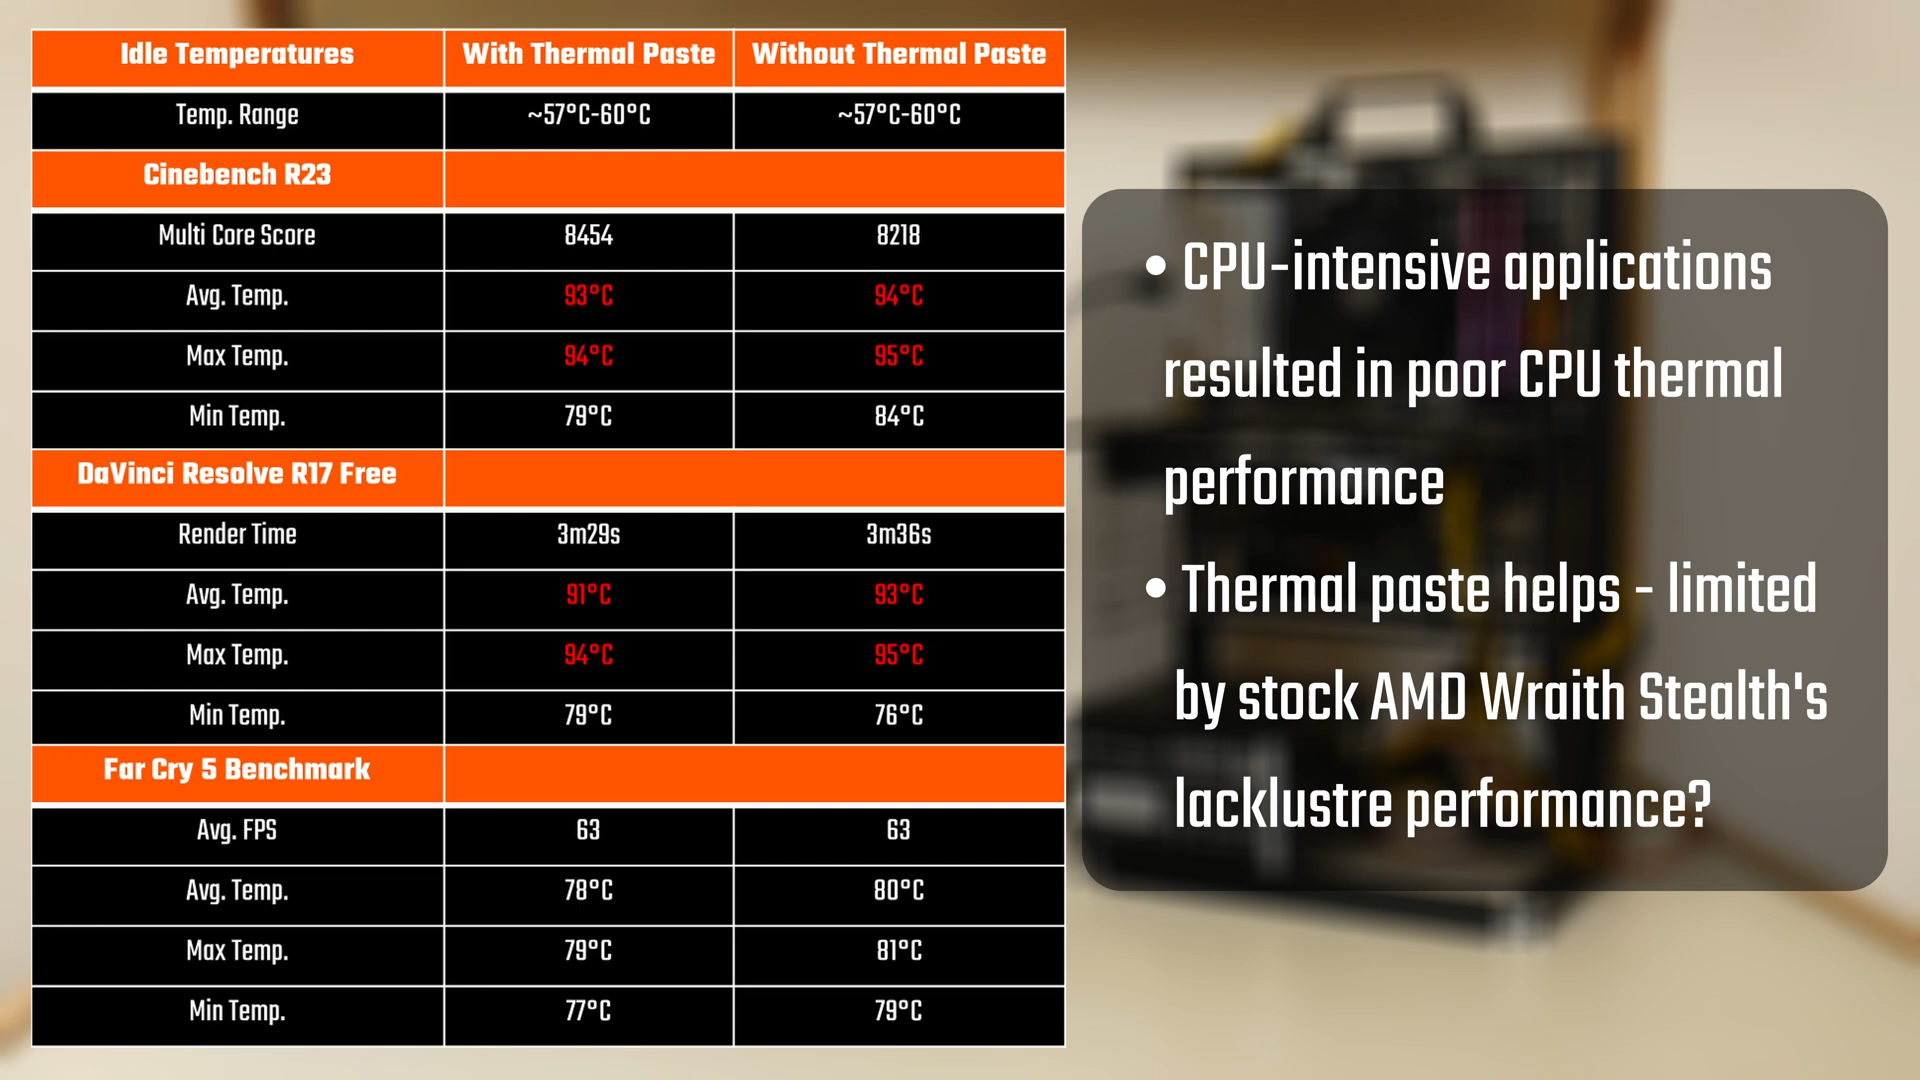 Idle Temperatures With Thermal Paste Without Thermal Paste
Temp. Range ~57°C-60°C ~57°C-60°C
Cinebench R23
Multi Core Score 8454 8218
Avg. Temp. 93°C 94°C
Max Temp. 94°C 95°C
Min Temp. 79°C 84°C
DaVinci Resolve R17 Free
Render Time 3m29s 3m36s
Avg. Temp. 91°C 93°C
Max Temp. 94°C 95°C
Min Temp. 79°C 76°C
Far Cry 5 Benchmark
Avg. FPS 63 63
Avg. Temp. 78°C 80°C
Max Temp. 79°C 81°C
Min Temp. 77°C 79°C
• CPU-intensive applications
resulted in poor CPU thermal
performance
• Thermal paste helps - limited
by stock AMD Wraith Stealth's
lacklustre performance?